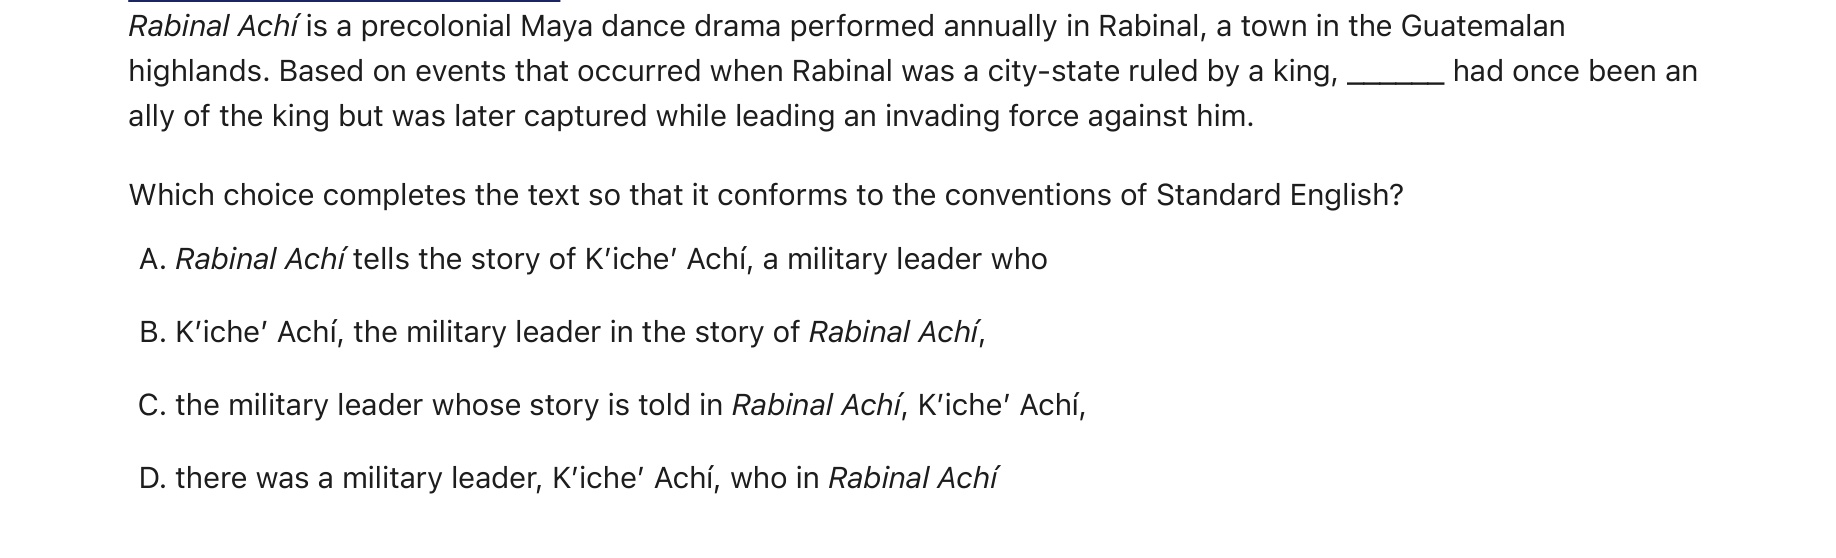 Rabinal Achí is a precolonial Maya dance drama performed annually in Rabinal, a town in the Guatemalan
highlands. Based on events that occurred when Rabinal was a city-state ruled by a king, ______ had once been an
ally of the king but was later captured while leading an invading force against him.
Which choice completes the text so that it conforms to the conventions of Standard English?
A. Rabinal Achí tells the story of K′iche′ Achí, a military leader who
B. K′iche′ Achí, the military leader in the story of Rabinal Achí,
C. the military leader whose story is told in Rabinal Achí, K′iche′ Achí,
D. there was a military leader, K′iche′ Achí, who in Rabinal Achí